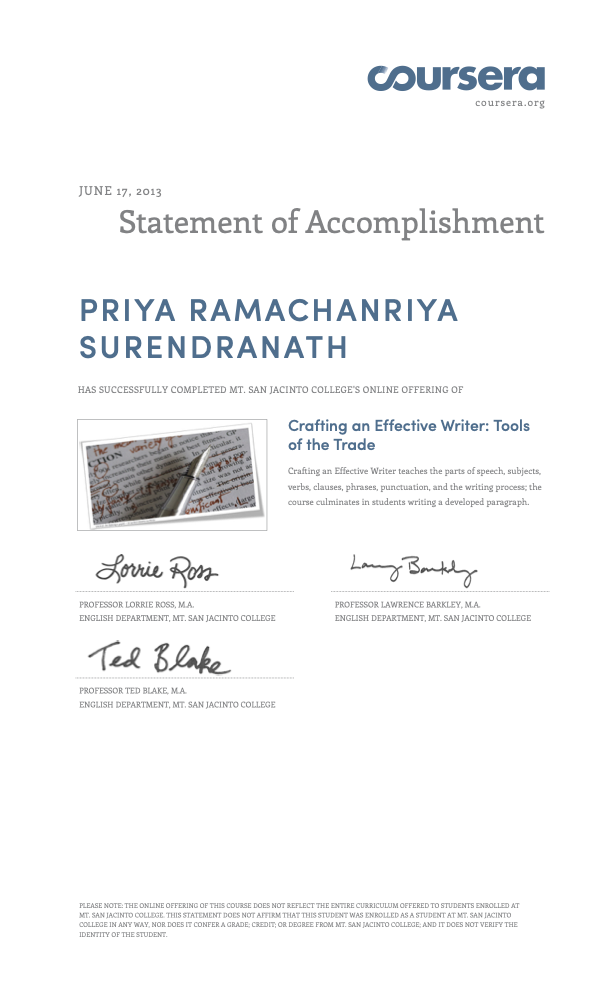 coursera
coursera.org
JUNE 17, 2013
Statement of Accomplishment
PRIYA RAMACHANRIYA
SURENDRANATH
HAS SUCCESSFULLY COMPLETED MT. SAN JACINTO COLLEGE'S ONLINE OFFERING OF
Crafting an Effective Writer: Tools
of the Trade
Crafting an Effective Writer teaches the parts of speech, subjects,
verbs, clauses, phrases, punctuation, and the writing process; the
course culminates in students writing a developed paragraph.
Lorrie Ross
Larry Barkley
PROFESSOR LORRIE ROSS, M.A.
ENGLISH DEPARTMENT, MT. SAN JACINTO COLLEGE
PROFESSOR LAWRENCE BARKLEY, M.A.
ENGLISH DEPARTMENT, MT. SAN JACINTO COLLEGE
Ted Blake
PROFESSOR TED BLAKE, M.A.
ENGLISH DEPARTMENT, MT. SAN JACINTO COLLEGE
PLEASE NOTE: THE ONLINE OFFERING OF THIS COURSE DOES NOT REFLECT THE ENTIRE CURRICULUM OFFERED TO STUDENTS ENROLLED AT
MT. SAN JACINTO COLLEGE. THIS STATEMENT DOES NOT AFFIRM THAT THIS STUDENT WAS ENROLLED AS A STUDENT AT MT. SAN JACINTO
COLLEGE IN ANY WAY, NOR DOES IT CONFER A GRADE; CREDIT; OR DEGREE FROM MT. SAN JACINTO COLLEGE; AND IT DOES NOT VERIFY THE
IDENTITY OF THE STUDENT.